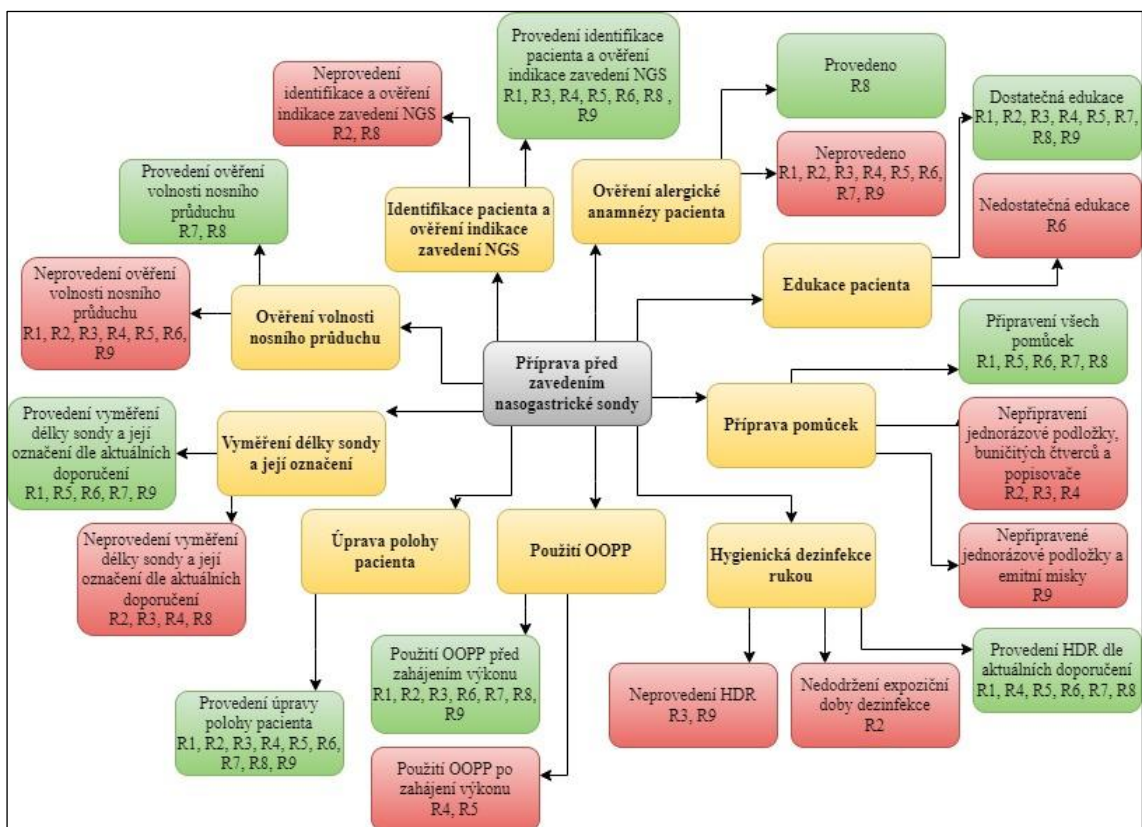 Příprava před
zavedením
nasogastrické sondy
Identifikace pacienta a
ověření indikace
zavedení NGS
Neprovedení
identifikace a ověření
indikace zavedení NGS
R2, R8
Provedení identifikace
pacienta a ověření
indikace zavedení NGS
R1, R3, R4, R5, R6, R8 ,
R9
Ověření alergické
anamnézy pacienta
Provedeno
R8
Neprovedeno
R1, R2, R3, R4, R5, R6,
R7, R9
Edukace pacienta
Dostatečná edukace
R1, R2, R3, R4, R5, R7,
R8, R9
Nedostatečná edukace
R6
Příprava pomůcek
Připravení všech
pomůcek
R1, R5, R6, R7, R8
Nepřipravení
jednorázové podložky,
buničitých čtverců a
popisovače
R2, R3, R4
Nepřipravené
jednorázové podložky a
emitní misky
R9
Hygienická dezinfekce
rukou
Neprovedení HDR
R3, R9
Nedodržení expoziční
doby dezinfekce
R2
Provedení HDR dle
aktuálních doporučení
R1, R4, R5, R6, R7, R8
Použití OOPP
Použití OOPP před
zahájením výkonu
R1, R2, R3, R6, R7, R8,
R9
Použití OOPP po
zahájení výkonu
R4, R5
Úprava polohy
pacienta
Provedení úpravy
polohy pacienta
R1, R2, R3, R4, R5, R6,
R7, R8, R9
Vyměření délky sondy
a její označení
Provedení vyměření
délky sondy a její
označení dle aktuálních
doporučení
R1, R5, R6, R7, R9
Neprovedení vyměření
délky sondy a její
označení dle aktuálních
doporučení
R2, R3, R4, R8
Ověření volnosti
nosního průduchu
Provedení ověření
volnosti nosního
průduchu
R7, R8
Neprovedení ověření
volnosti nosního
průduchu
R1, R2, R3, R4, R5, R6,
R9